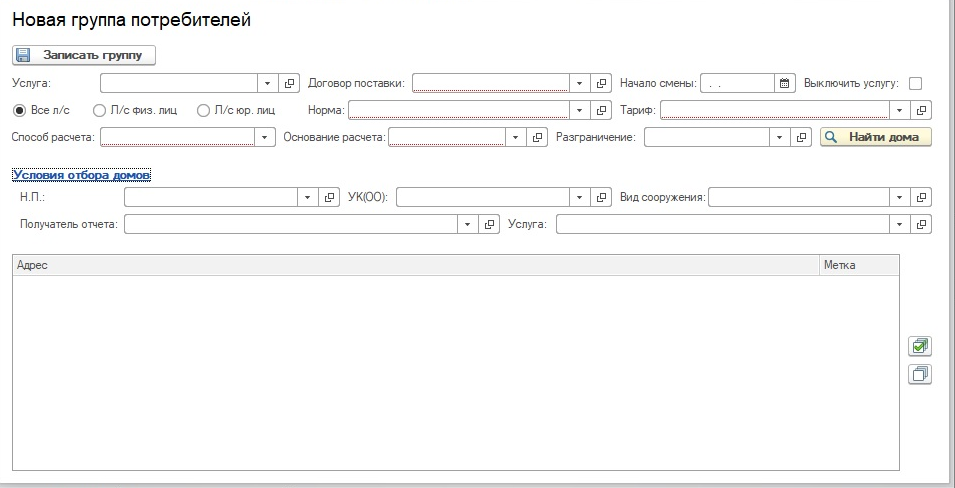 Новая группа потребителей
Записать группу
Услуга: Договор поставки: Начало смены: . . Выключить услугу:
Все л/с Л/с физ. лиц Л/с юр. лиц Норма: Тариф:
Способ расчета: Основание расчета: Разграничение: Найти дома
Условия отбора домов
Н.П.: УК(ОО): Вид сооружения:
Получатель отчета: Услуга:
Адрес Метка